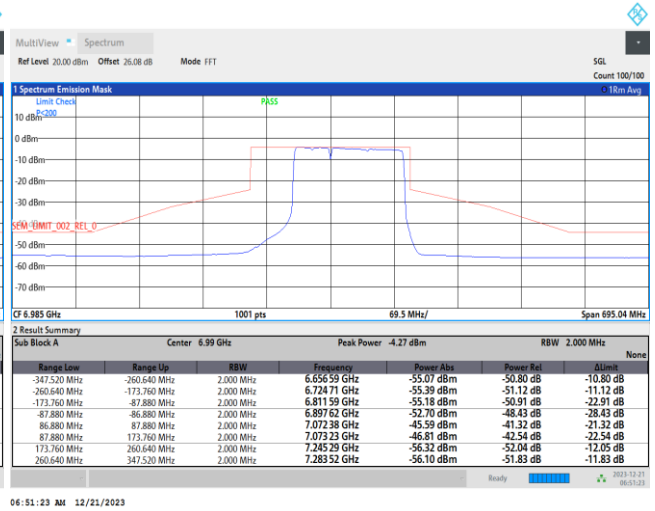 MultiView Spectrum
Ref Level 20.00 dBm Offset 26.08 dB Mode FFT SGL
Count 100/100
1 Spectrum Emission Mask 1Rm Avg
Limit Check PASS
P<200
10 dBm
0 dBm
-10 dBm
-20 dBm
-30 dBm
SEM_LIMIT_002_REL_0
-50 dBm
-60 dBm
-70 dBm
CF 6.985 GHz 1001 pts 69.5 MHz/ Span 695.04 MHz
2 Result Summary
Sub Block A Center 6.99 GHz Peak Power -4.27 dBm RBW 2.000 MHz
None
Range Low Range Up RBW Frequency Power Abs Power Rel ΔLimit
-347.520 MHz -260.640 MHz 2.000 MHz 6.656 59 GHz -55.07 dBm -50.80 dB -10.80 dB
-260.640 MHz -173.760 MHz 2.000 MHz 6.724 71 GHz -55.39 dBm -51.12 dB -11.12 dB
-173.760 MHz -87.880 MHz 2.000 MHz 6.811 59 GHz -55.18 dBm -50.91 dB -22.91 dB
-87.880 MHz -86.880 MHz 2.000 MHz 6.897 62 GHz -52.70 dBm -48.43 dB -28.43 dB
86.880 MHz 87.880 MHz 2.000 MHz 7.072 38 GHz -45.59 dBm -41.32 dB -21.32 dB
87.880 MHz 173.760 MHz 2.000 MHz 7.073 23 GHz -46.81 dBm -42.54 dB -22.54 dB
173.760 MHz 260.640 MHz 2.000 MHz 7.245 29 GHz -56.32 dBm -52.04 dB -12.05 dB
260.640 MHz 347.520 MHz 2.000 MHz 7.283 52 GHz -56.10 dBm -51.83 dB -11.83 dB
Ready 2023-12-21
06:51:23
06:51:23 AM 12/21/2023